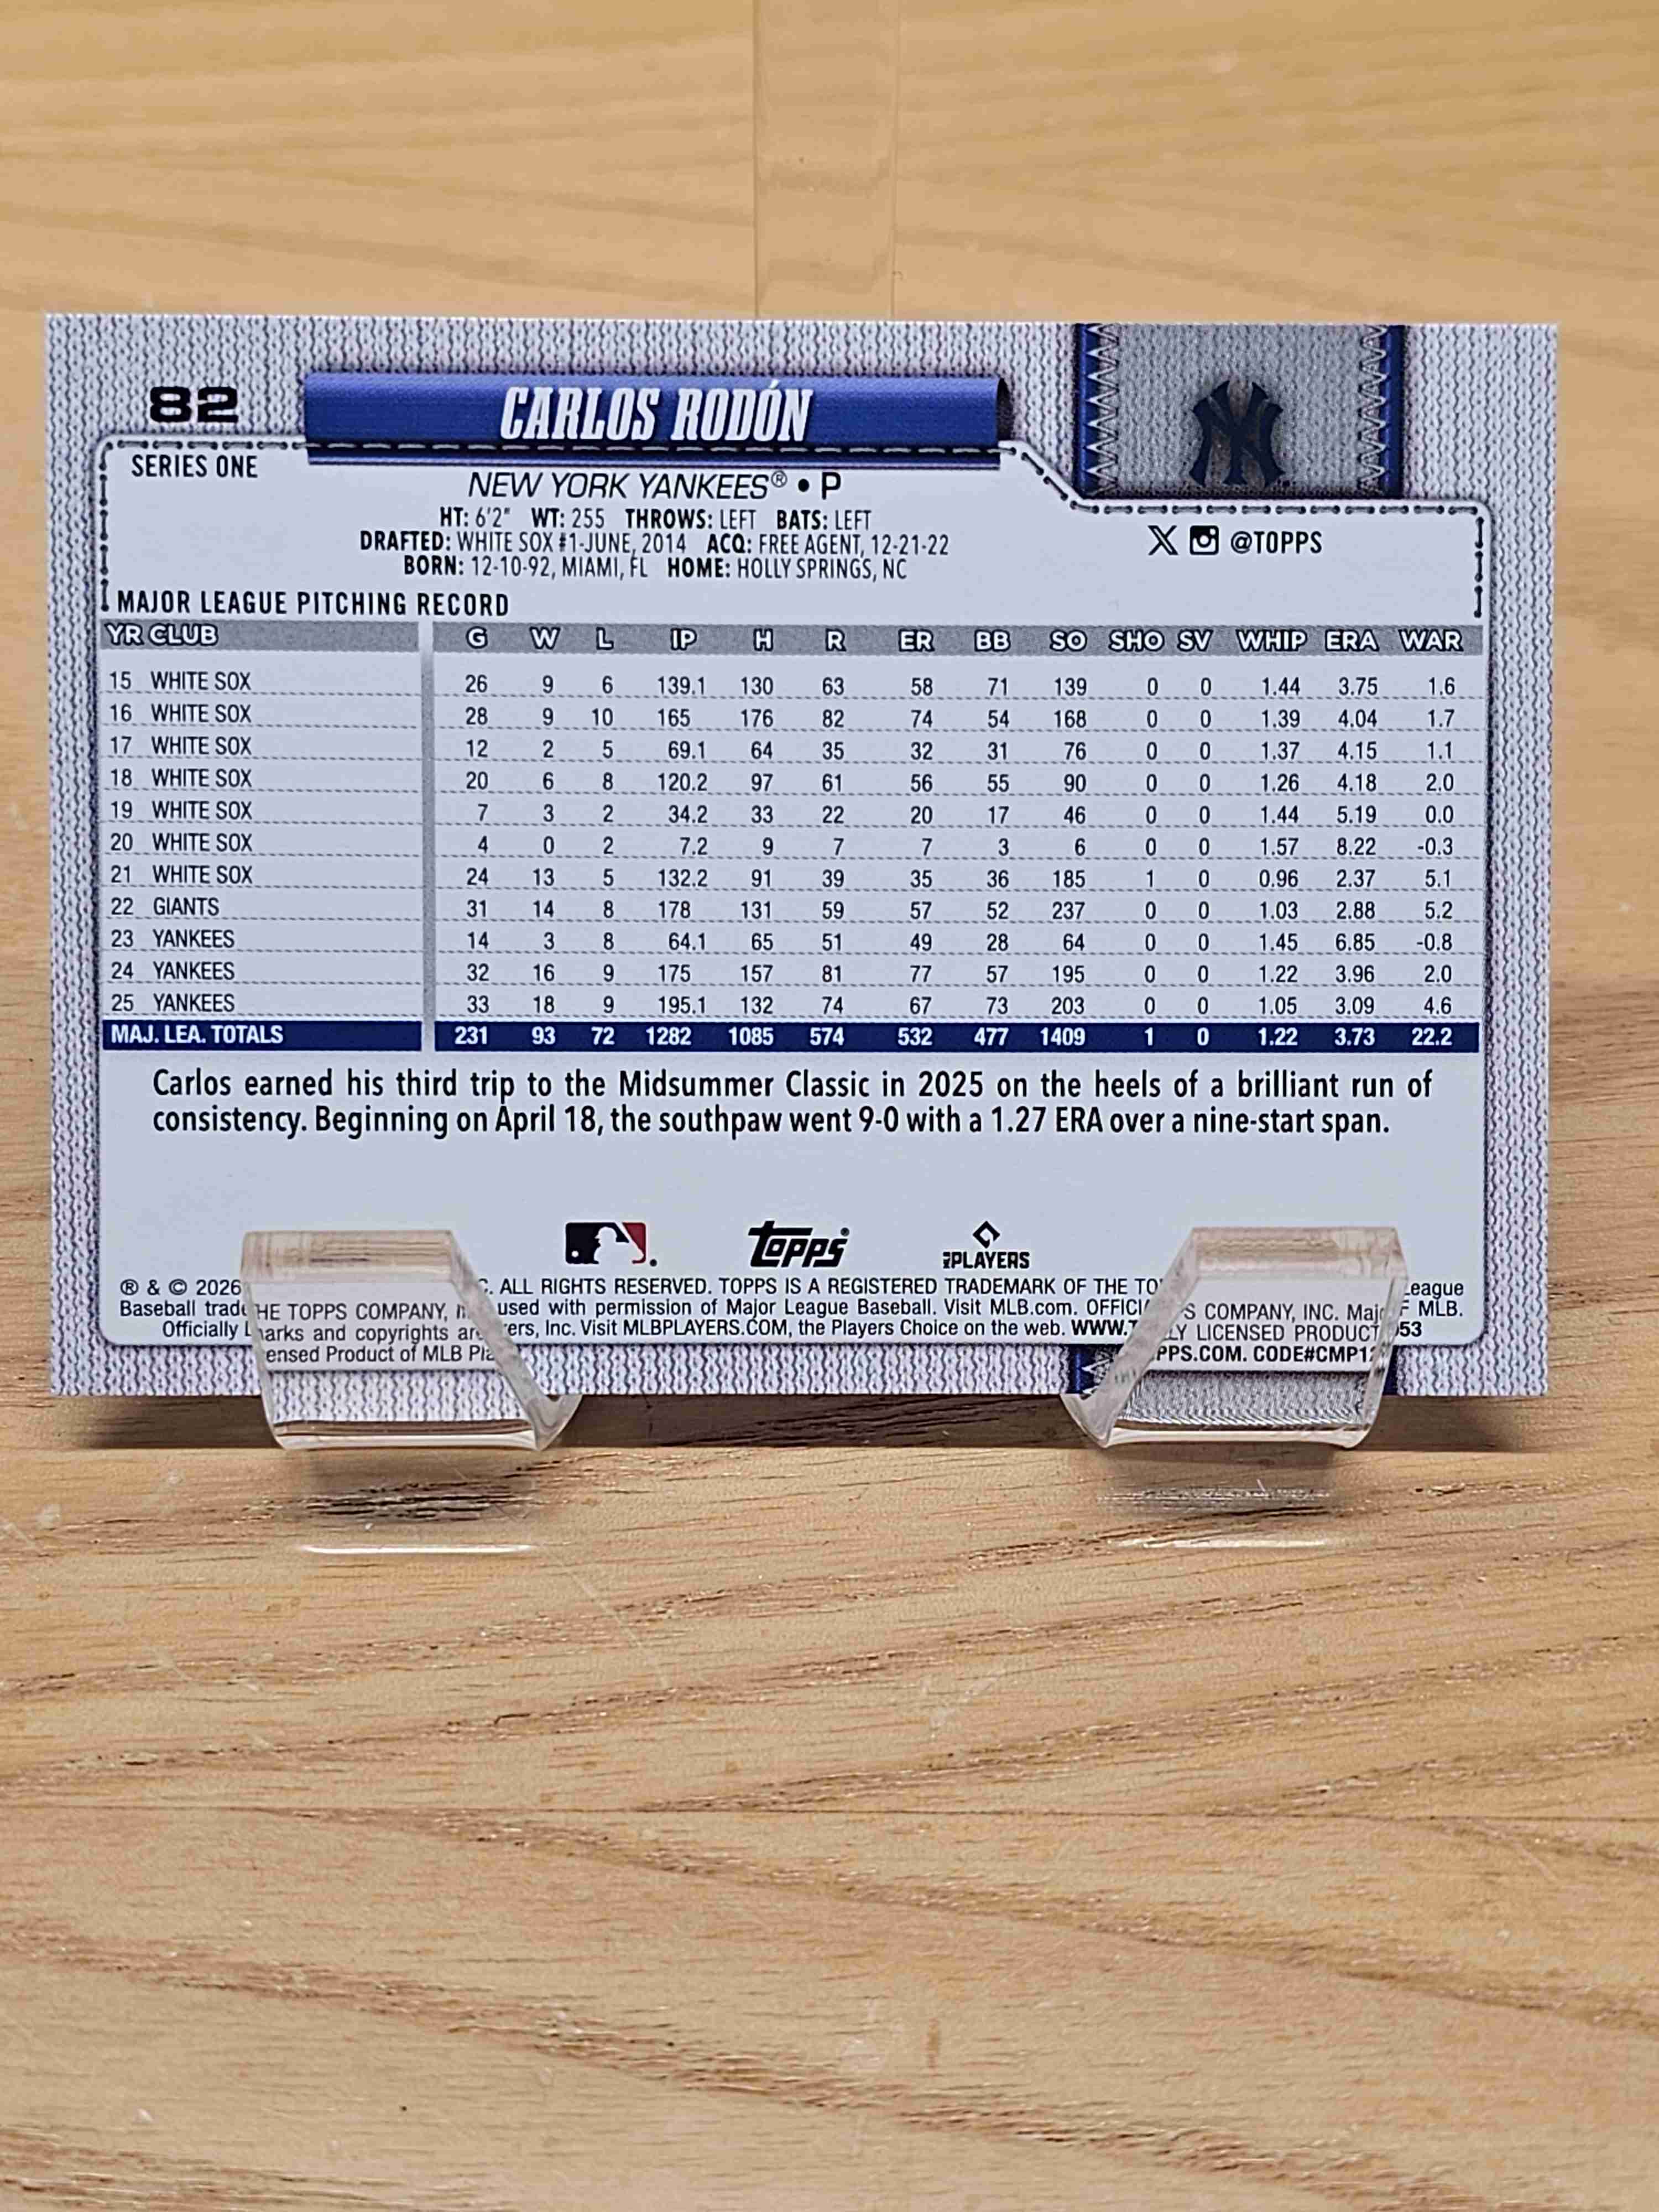 82
CARLOS RODÓN
SERIES ONE
NEW YORK YANKEES® • P
HT: 6'2" WT: 255 THROWS: LEFT BATS: LEFT
DRAFTED: WHITE SOX #1-JUNE, 2014 ACQ: FREE AGENT, 12-21-22
BORN: 12-10-92, MIAMI, FL HOME: HOLLY SPRINGS, NC
@TOPPS
MAJOR LEAGUE PITCHING RECORD
YR CLUB G W L IP H R ER BB SO SHO SV WHIP ERA WAR
15 WHITE SOX 26 9 6 139.1 130 63 58 71 139 0 0 1.44 3.75 1.6
16 WHITE SOX 28 9 10 165 176 82 74 54 168 0 0 1.39 4.04 1.7
17 WHITE SOX 12 2 5 69.1 64 35 32 31 76 0 0 1.37 4.15 1.1
18 WHITE SOX 20 6 8 120.2 97 61 56 55 90 0 0 1.26 4.18 2.0
19 WHITE SOX 7 3 2 34.2 33 22 20 17 46 0 0 1.44 5.19 0.0
20 WHITE SOX 4 0 2 7.2 9 7 7 3 6 0 0 1.57 8.22 -0.3
21 WHITE SOX 24 13 5 132.2 91 39 35 36 185 1 0 0.96 2.37 5.1
22 GIANTS 31 14 8 178 131 59 57 52 237 0 0 1.03 2.88 5.2
23 YANKEES 14 3 8 64.1 65 51 49 28 64 0 0 1.45 6.85 -0.8
24 YANKEES 32 16 9 175 157 81 77 57 195 0 0 1.22 3.96 2.0
25 YANKEES 33 18 9 195.1 132 74 67 73 203 0 0 1.05 3.09 4.6
MAJ. LEA. TOTALS 231 93 72 1282 1085 574 532 477 1409 1 0 1.22 3.73 22.2
Carlos earned his third trip to the Midsummer Classic in 2025 on the heels of a brilliant run of
consistency. Beginning on April 18, the southpaw went 9-0 with a 1.27 ERA over a nine-start span.
topps® PLAYERS
® & © 2026 THE TOPPS COMPANY, ALL RIGHTS RESERVED. TOPPS IS A REGISTERED TRADEMARK OF THE TOPPS COMPANY, INC. Major League
Baseball trademarks and copyrights are used with permission of Major League Baseball. Visit MLB.com. OFFICIALLY LICENSED PRODUCT OF MLB.
Officially Licensed Product of MLB Players, Inc. Visit MLBPLAYERS.COM, the Players Choice on the web. WWW.TOPPS.COM.